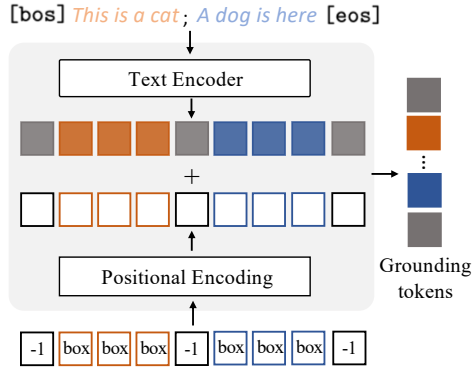 [bos] This is a cat ; A dog is here [eos]
Text Encoder
+
Positional Encoding
Grounding
tokens
-1 box box box -1 box box box -1